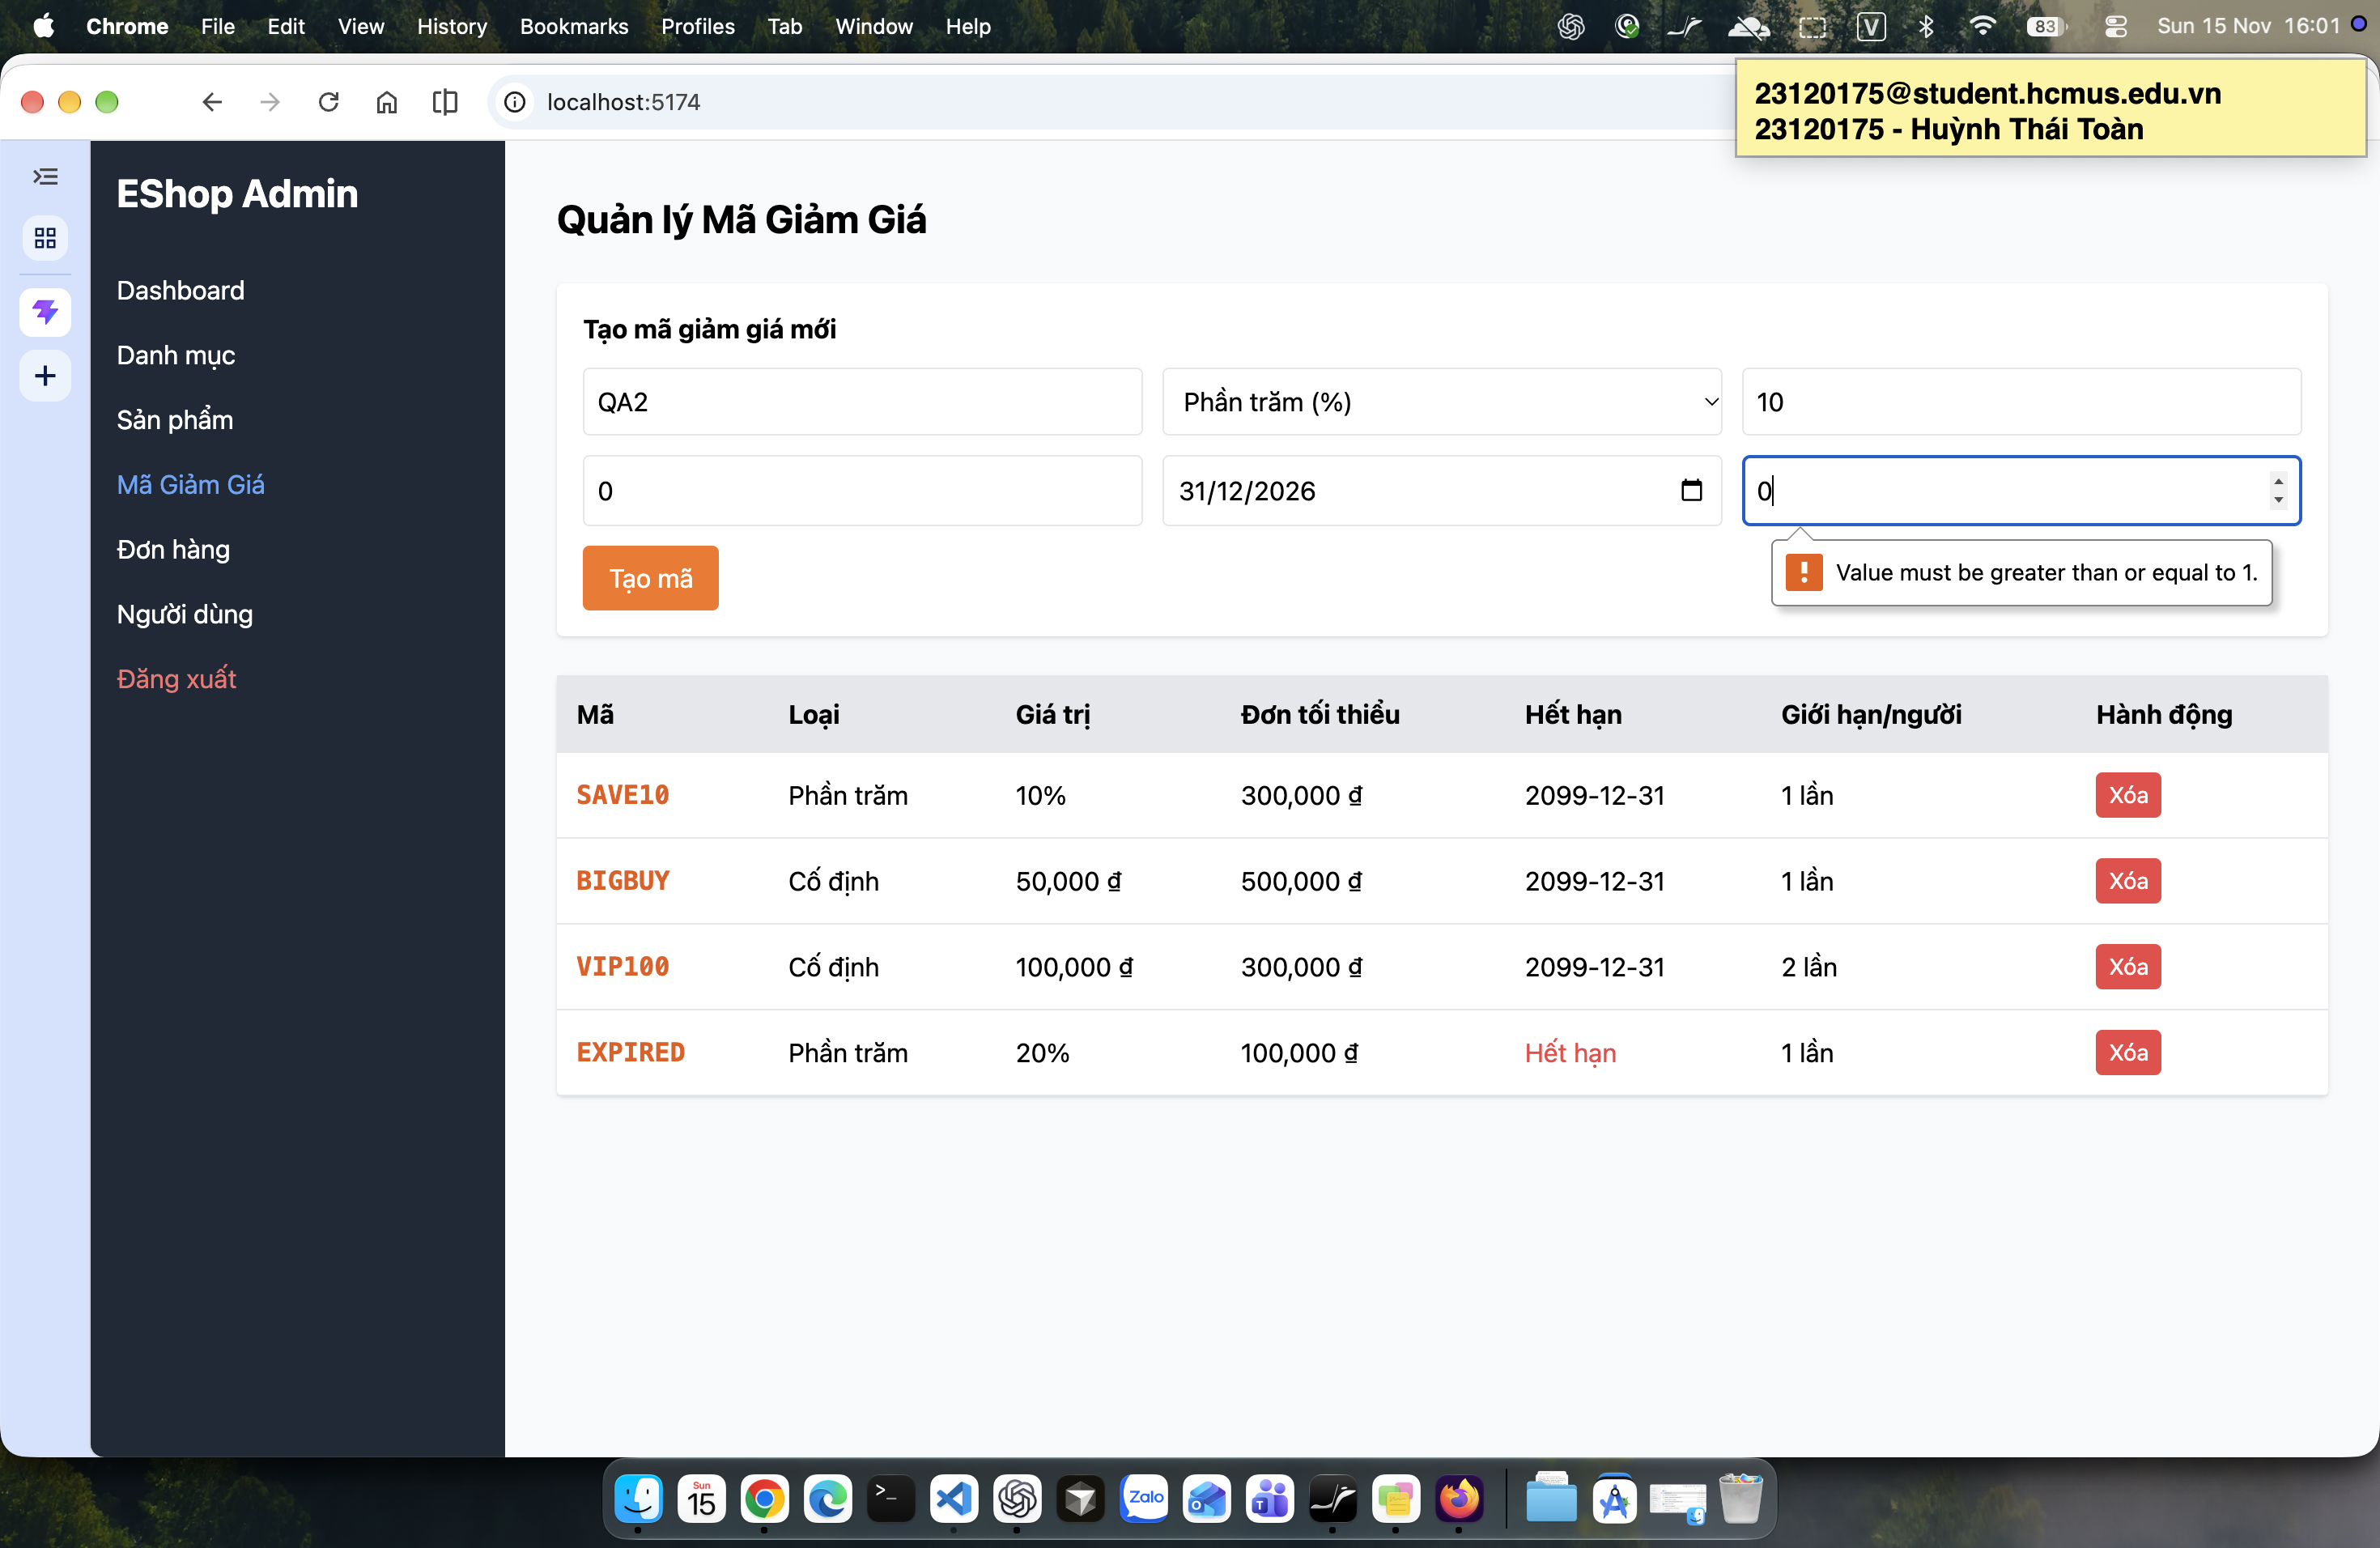 Chrome File Edit View History Bookmarks Profiles Tab Window Help V 83 Sun 15 Nov 16:01
localhost:5174
23120175@student.hcmus.edu.vn
23120175 - Huỳnh Thái Toàn
EShop Admin
Dashboard
Danh mục
Sản phẩm
Mã Giảm Giá
Đơn hàng
Người dùng
Đăng xuất
Quản lý Mã Giảm Giá
Tạo mã giảm giá mới
QA2 Phần trăm (%) 10
0 31/12/2026 0
Value must be greater than or equal to 1.
Tạo mã
Mã Loại Giá trị Đơn tối thiểu Hết hạn Giới hạn/người Hành động
SAVE10 Phần trăm 10% 300,000 ₫ 2099-12-31 1 lần Xóa
BIGBUY Cố định 50,000 ₫ 500,000 ₫ 2099-12-31 1 lần Xóa
VIP100 Cố định 100,000 ₫ 300,000 ₫ 2099-12-31 2 lần Xóa
EXPIRED Phần trăm 20% 100,000 ₫ Hết hạn 1 lần Xóa
Sun
15
Zalo